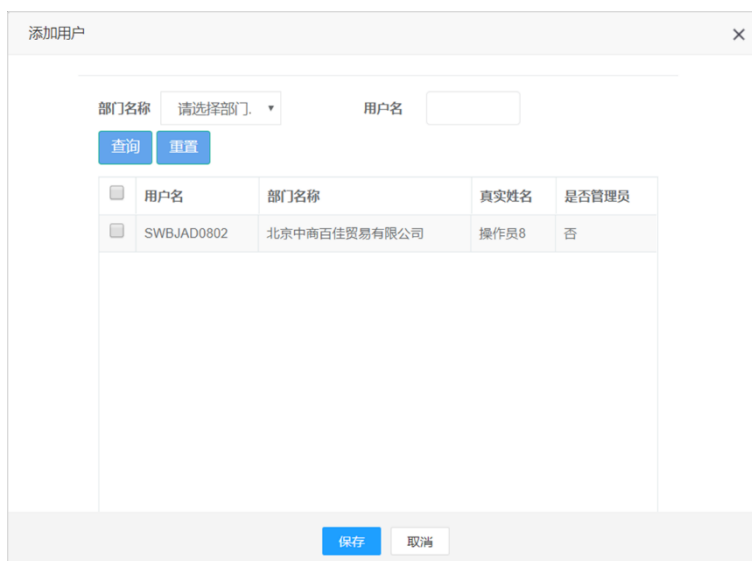 添加用户
部门名称 请选择部门. 用户名
查询 重置
用户名 部门名称 真实姓名 是否管理员
SWBJAD0802 北京中商百佳贸易有限公司 操作员8 否
保存 取消